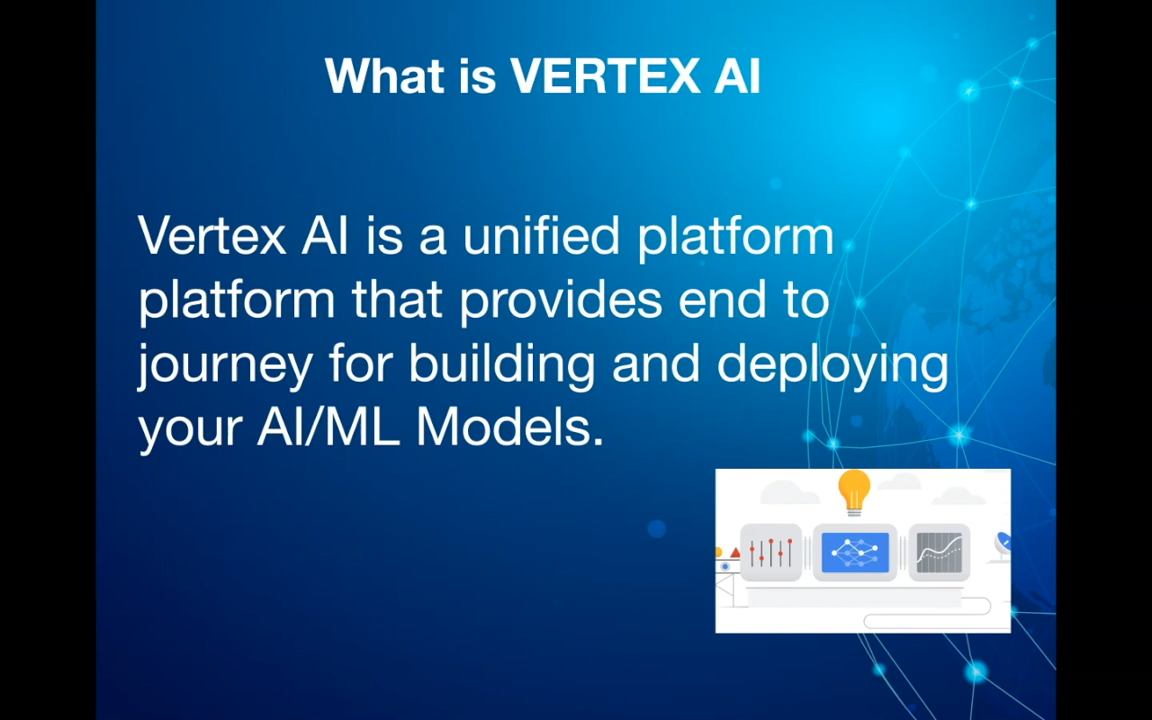 What is VERTEX AI
Vertex AI is a unified platform
platform that provides end to
journey for building and deploying
your AI/ML Models.